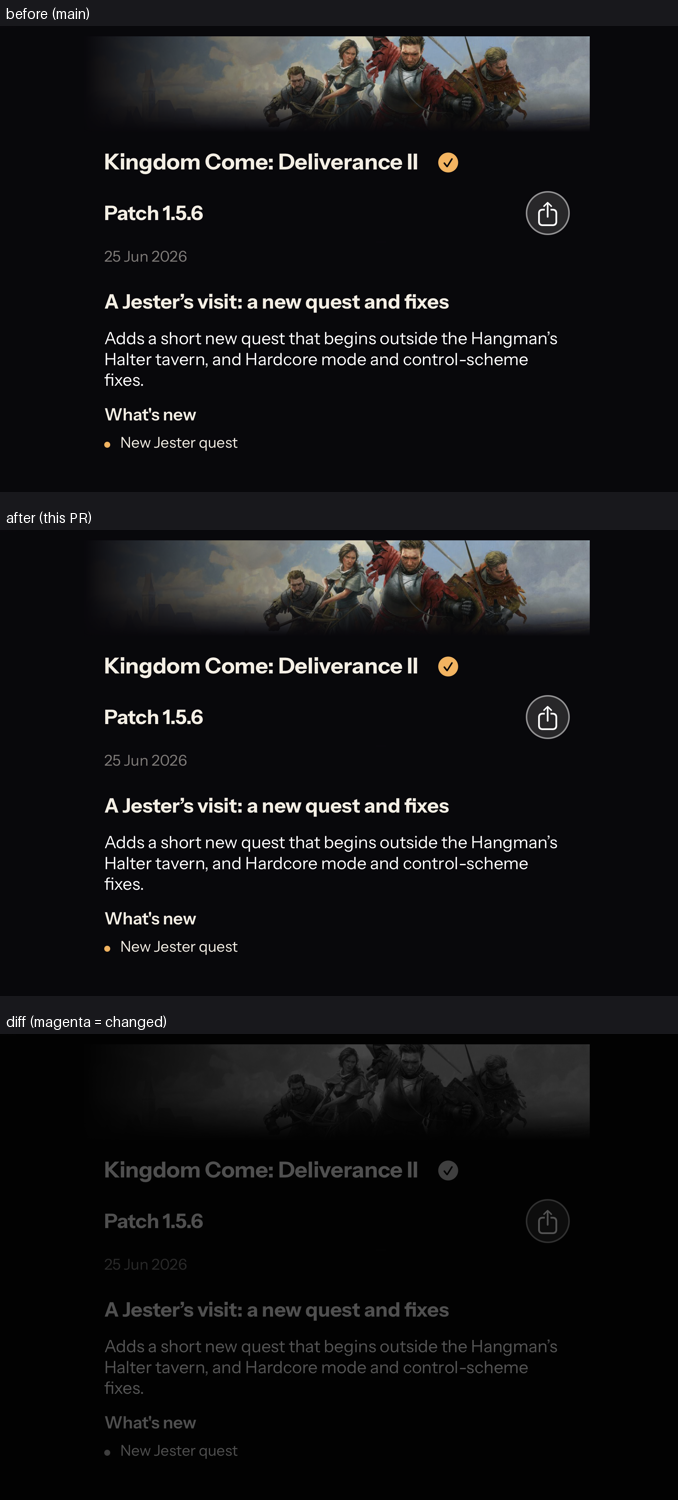 before (main)
Kingdom Come: Deliverance II
Patch 1.5.6
25 Jun 2026
A Jester’s visit: a new quest and fixes
Adds a short new quest that begins outside the Hangman’s
Halter tavern, and Hardcore mode and control-scheme
fixes.
What's new
New Jester quest
after (this PR)
Kingdom Come: Deliverance II
Patch 1.5.6
25 Jun 2026
A Jester’s visit: a new quest and fixes
Adds a short new quest that begins outside the Hangman’s
Halter tavern, and Hardcore mode and control-scheme
fixes.
What's new
New Jester quest
diff (magenta = changed)
Kingdom Come: Deliverance II
Patch 1.5.6
25 Jun 2026
A Jester’s visit: a new quest and fixes
Adds a short new quest that begins outside the Hangman’s
Halter tavern, and Hardcore mode and control-scheme
fixes.
What's new
New Jester quest